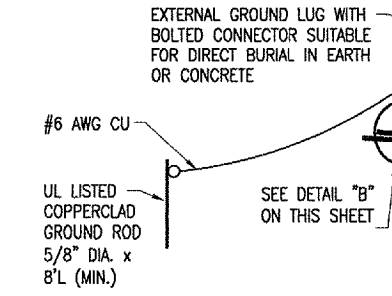 EXTERNAL GROUND LUG WITH
BOLTED CONNECTOR SUITABLE
FOR DIRECT BURIAL IN EARTH
OR CONCRETE
#6 AWG CU
UL LISTED
COPPERCLAD
GROUND ROD
5/8" DIA. x
8'L (MIN.)
SEE DETAIL "B"
ON THIS SHEET